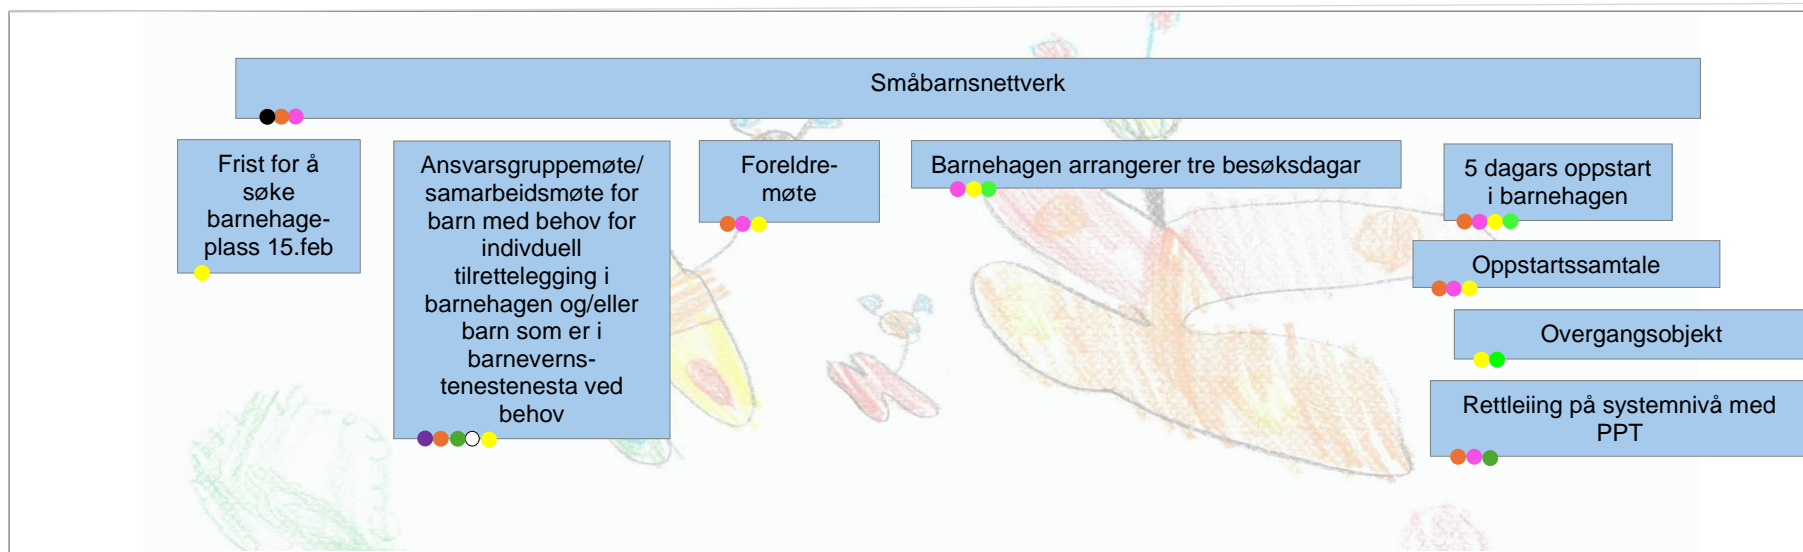 Småbarnsnettverk
Frist for å
søke
barnehage-
plass 15.feb
Ansvarsgruppemøte/
samarbeidsmøte for
barn med behov for
indivduell
tilrettelegging i
barnehagen og/eller
barn som er i
barneverns-
tenestenesta ved
behov
Foreldre-
møte
Barnehagen arrangerer tre besøksdagar
5 dagars oppstart
i barnehagen
Oppstartssamtale
Overgangsobjekt
Rettleiing på systemnivå med
PPT